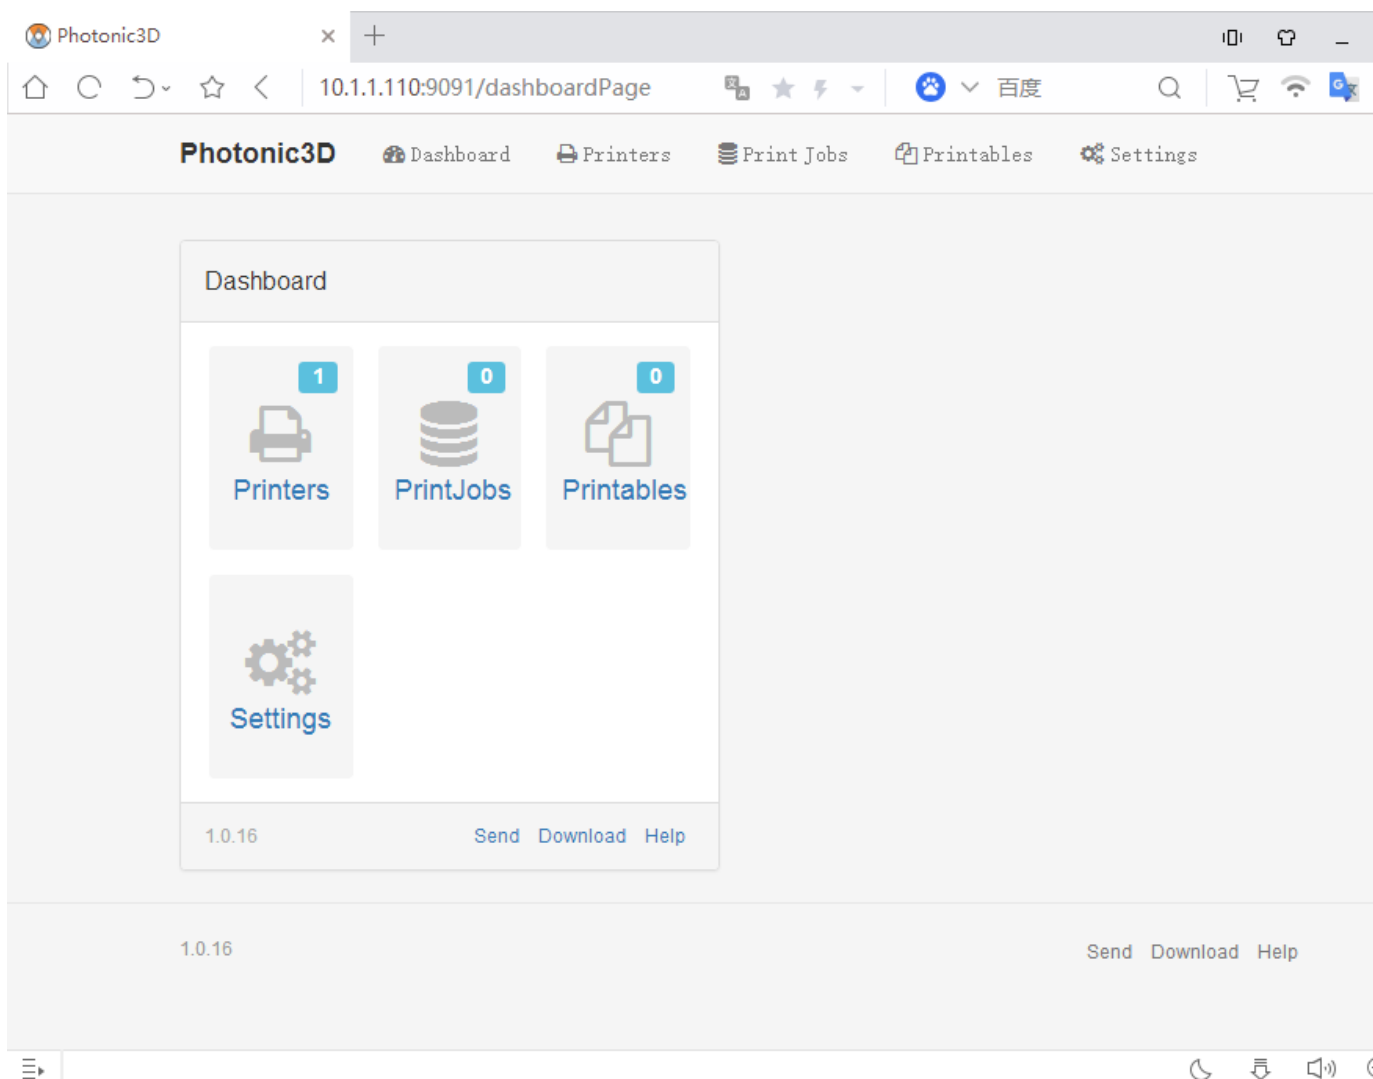 Photonic3D
10.1.1.110:9091/dashboardPage 百度
Photonic3D Dashboard Printers Print Jobs Printables Settings
Dashboard
1 0 0
Printers PrintJobs Printables
Settings
1.0.16 Send Download Help
1.0.16 Send Download Help